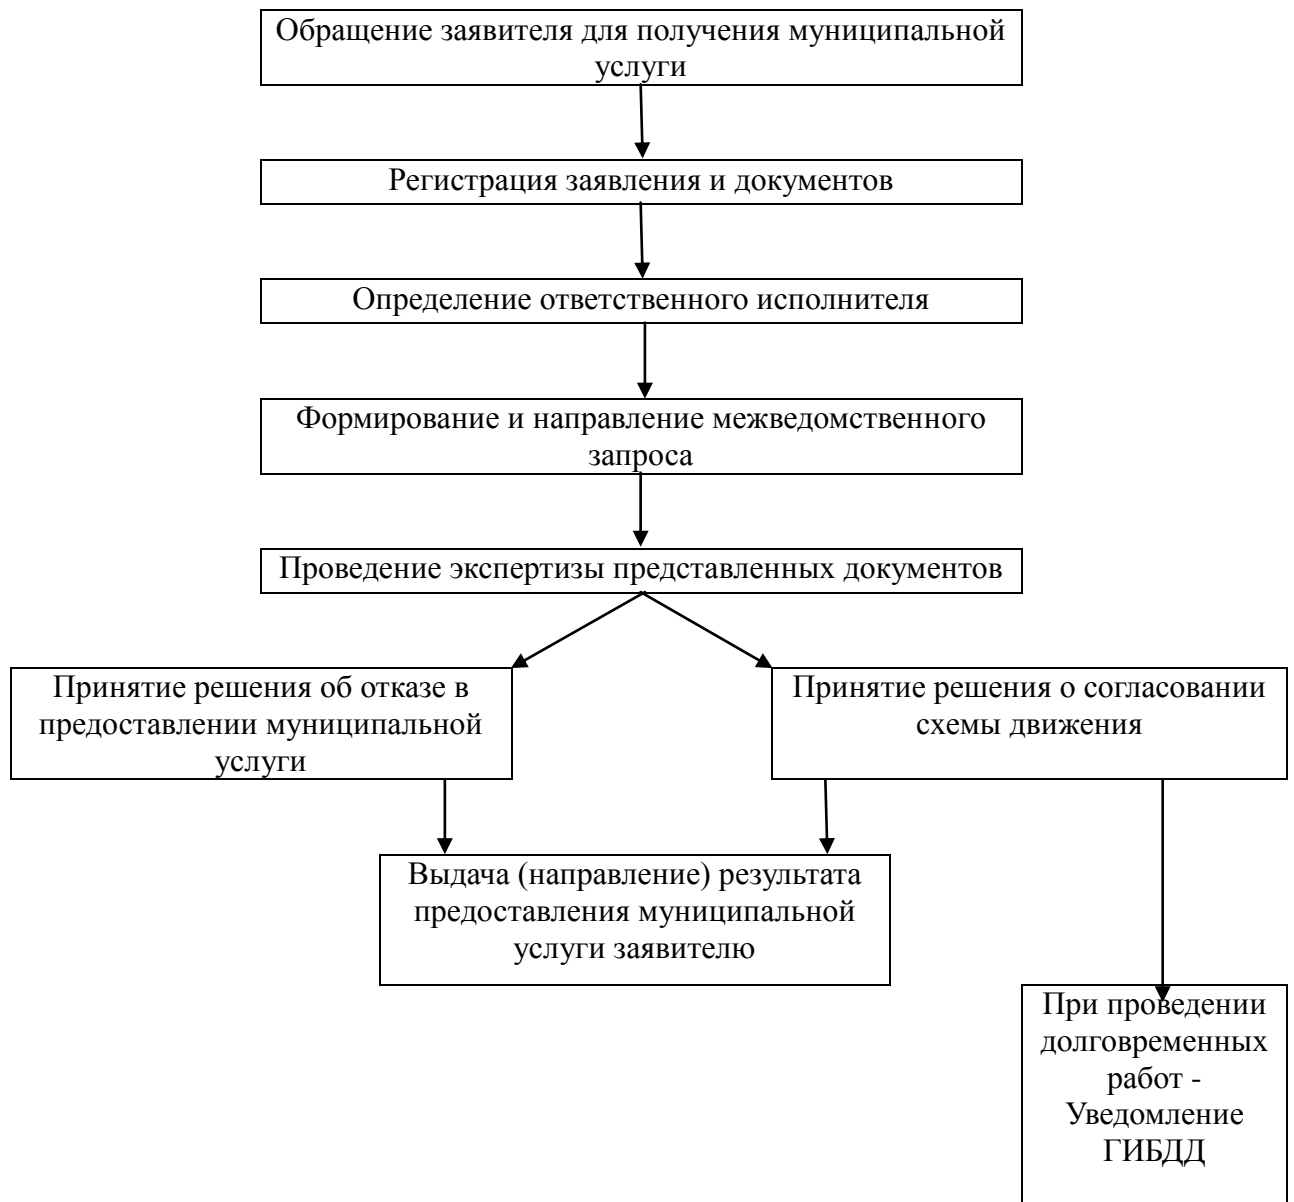 Обращение заявителя для получения муниципальной
услуги
Регистрация заявления и документов
Определение ответственного исполнителя
Формирование и направление межведомственного
запроса
Проведение экспертизы представленных документов
Принятие решения об отказе в
предоставлении муниципальной
услуги
Принятие решения о согласовании
схемы движения
Выдача (направление) результата
предоставления муниципальной
услуги заявителю
При проведении
долговременных
работ -
Уведомление
ГИБДД